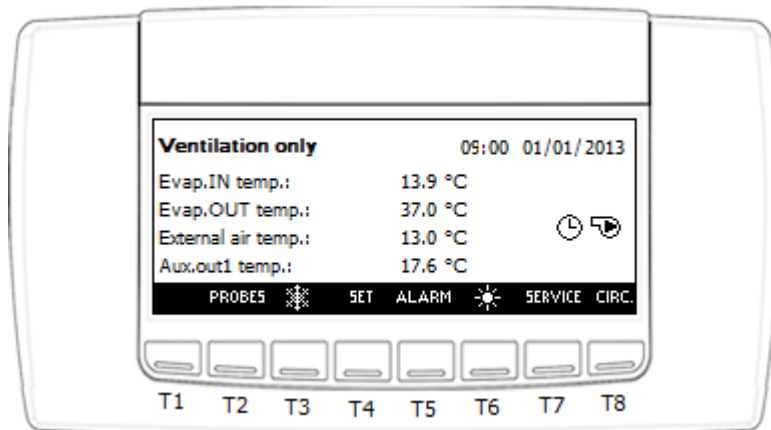 Ventilation only 09:00 01/01/2013
Evap.IN temp.: 13.9 °C
Evap.OUT temp.: 37.0 °C
External air temp.: 13.0 °C
Aux.out1 temp.: 17.6 °C
PROBES SET ALARM SERVICE CIRC.
T1 T2 T3 T4 T5 T6 T7 T8